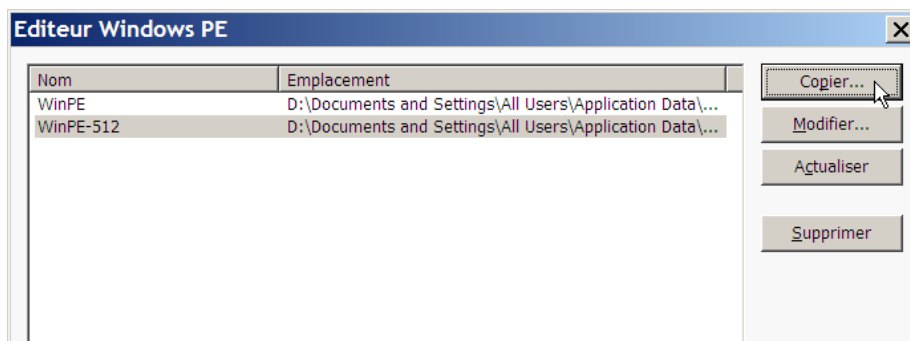 Editeur Windows PE
Nom Emplacement
WinPE D:\Documents and Settings\All Users\Application Data\...
WinPE-512 D:\Documents and Settings\All Users\Application Data\...
Copier...
Modifier...
Actualiser
Supprimer